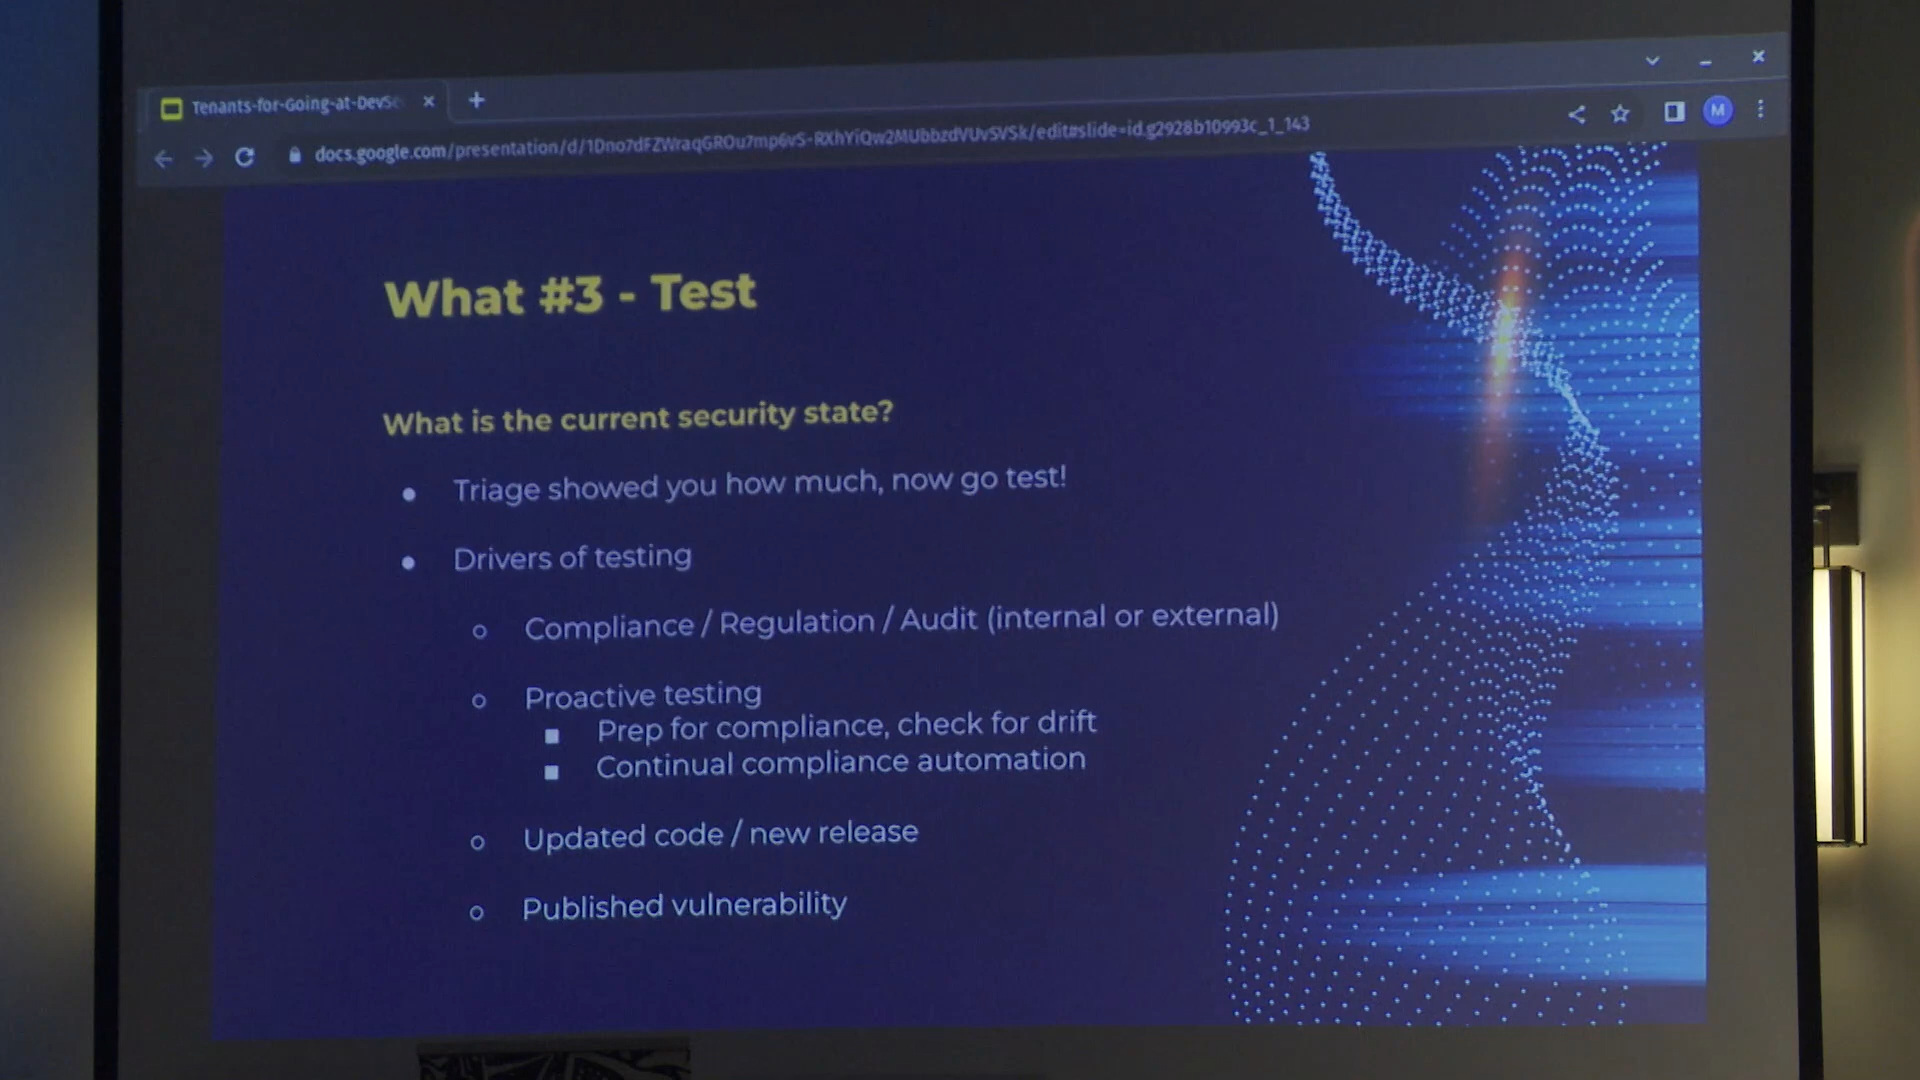 Tenants-for-Going-at-DevSe
docs.google.com/presentation/d/1Dno7dFZWraqGROu7mp6vS-RXhYiQw2MUbbzdVUvSVSk/edit#slide=id.g2928b10993c_1_143
M
What #3 - Test
What is the current security state?
● Triage showed you how much, now go test!
● Drivers of testing
○ Compliance / Regulation / Audit (internal or external)
○ Proactive testing
■ Prep for compliance, check for drift
■ Continual compliance automation
○ Updated code / new release
○ Published vulnerability